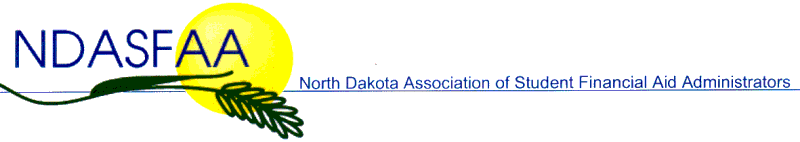 NDASFAA
North Dakota Association of Student Financial Aid Administrators